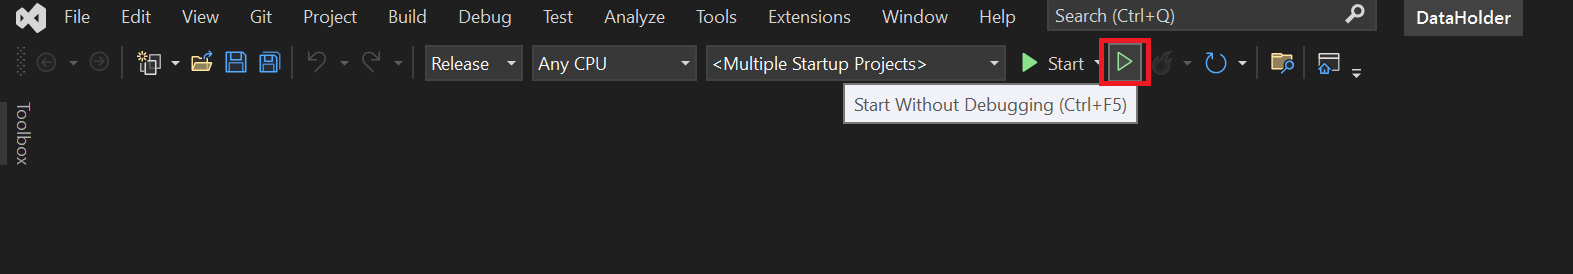 File Edit View Git Project Build Debug Test Analyze Tools Extensions Window Help Search (Ctrl+Q) DataHolder
Release Any CPU <Multiple Startup Projects> Start
Start Without Debugging (Ctrl+F5)
Toolbox